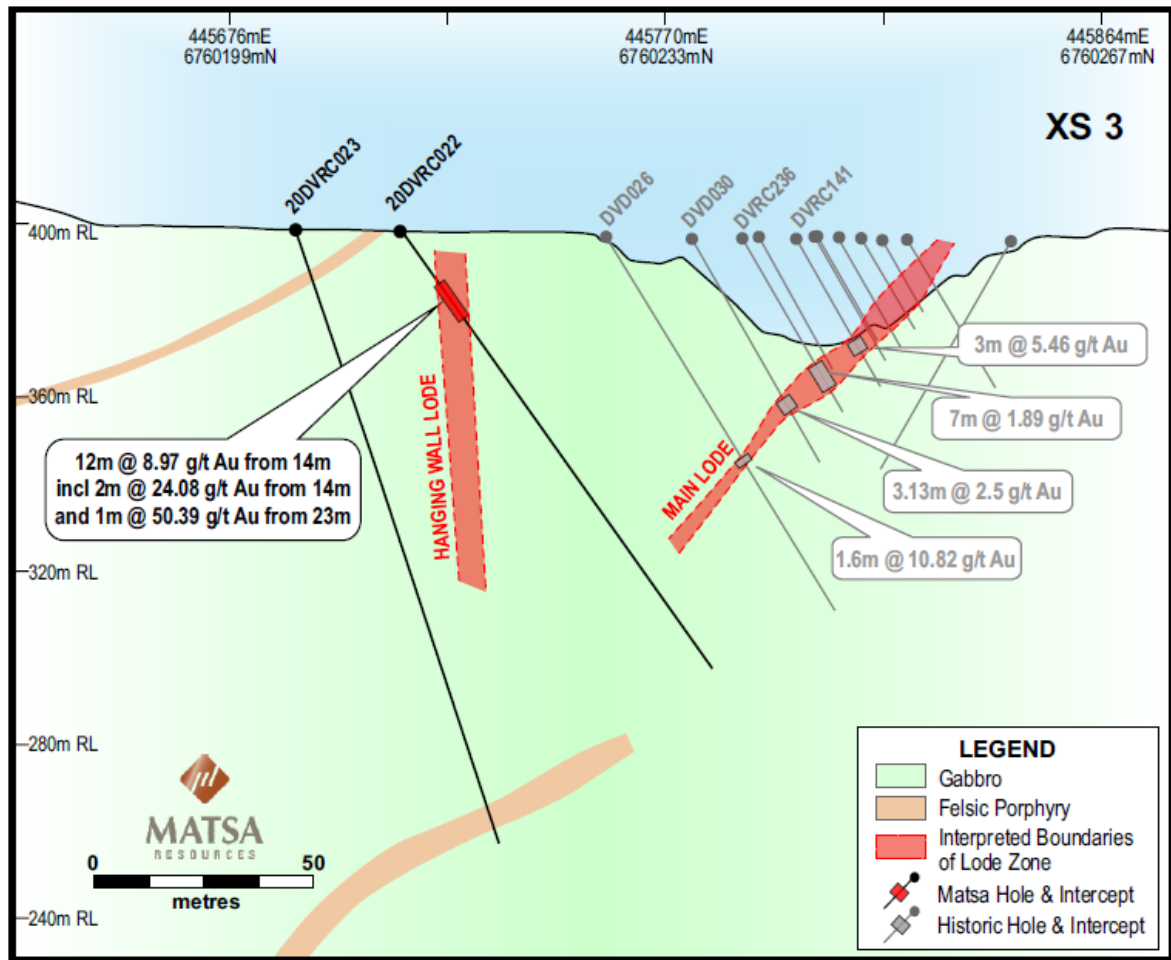 445676mE
6760199mN
445770mE
6760233mN
445864mE
6760267mN
XS 3
20DVRC023
20DVRC022
DVD026
DVD030
DVRC236
DVRC141
400m RL
360m RL
320m RL
280m RL
240m RL
HANGING WALL LODE
MAIN LODE
12m @ 8.97 g/t Au from 14m
incl 2m @ 24.08 g/t Au from 14m
and 1m @ 50.39 g/t Au from 23m
3m @ 5.46 g/t Au
7m @ 1.89 g/t Au
3.13m @ 2.5 g/t Au
1.6m @ 10.82 g/t Au
MATSA
RESOURCES
0 50
metres
LEGEND
Gabbro
Felsic Porphyry
Interpreted Boundaries
of Lode Zone
Matsa Hole & Intercept
Historic Hole & Intercept